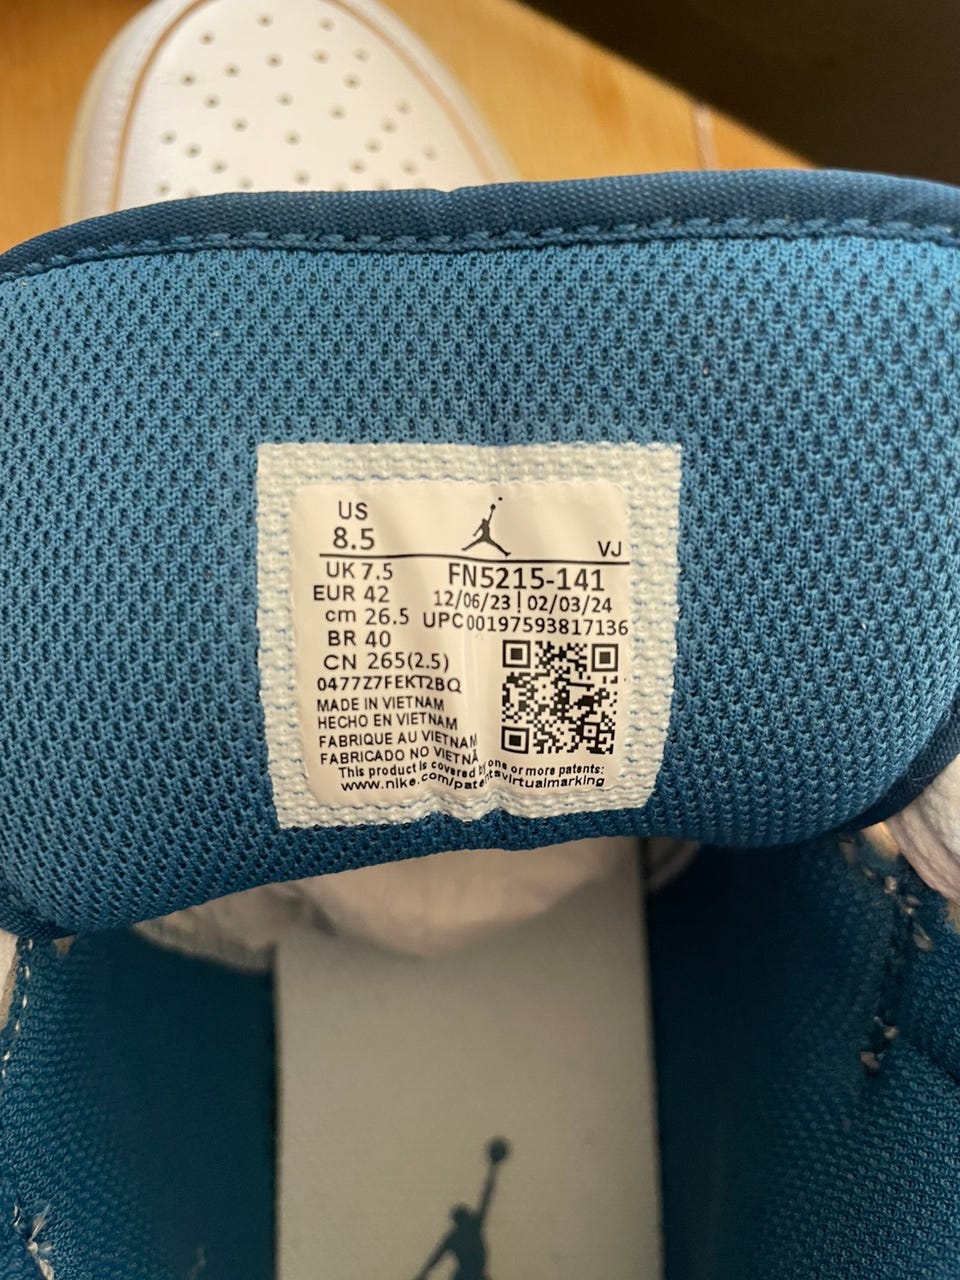 US
8.5
VJ
UK 7.5
EUR 42
cm 26.5
BR 40
CN 265(2.5)
FN5215-141
12/06/23 | 02/03/24
UPC00197593817136
0477Z7FEKT2BQ
MADE IN VIETNAM
HECHO EN VIETNAM
FABRIQUE AU VIETNAM
FABRICADO NO VIETNÃ
This product is covered by one or more patents:
www.nike.com/patentsvirtualmarking